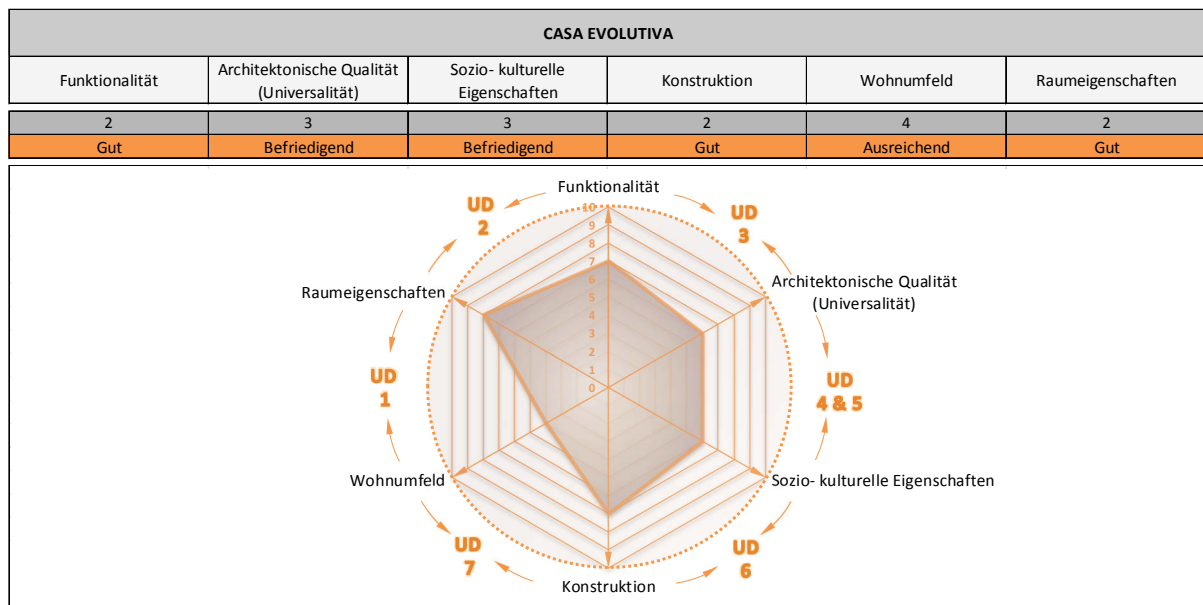 CASA EVOLUTIVA
Funktionalität
Architektonische Qualität
(Universalität)
Sozio- kulturelle
Eigenschaften
Konstruktion
Wohnumfeld
Raumeigenschaften
2
3
3
2
4
2
Gut
Befriedigend
Befriedigend
Gut
Ausreichend
Gut
Funktionalität
UD
2
UD
3
10
9
8
7
6
5
4
3
2
1
0
Raumeigenschaften
Architektonische Qualität
(Universalität)
UD
1
UD
4 & 5
Wohnumfeld
Sozio- kulturelle Eigenschaften
UD
7
UD
6
Konstruktion